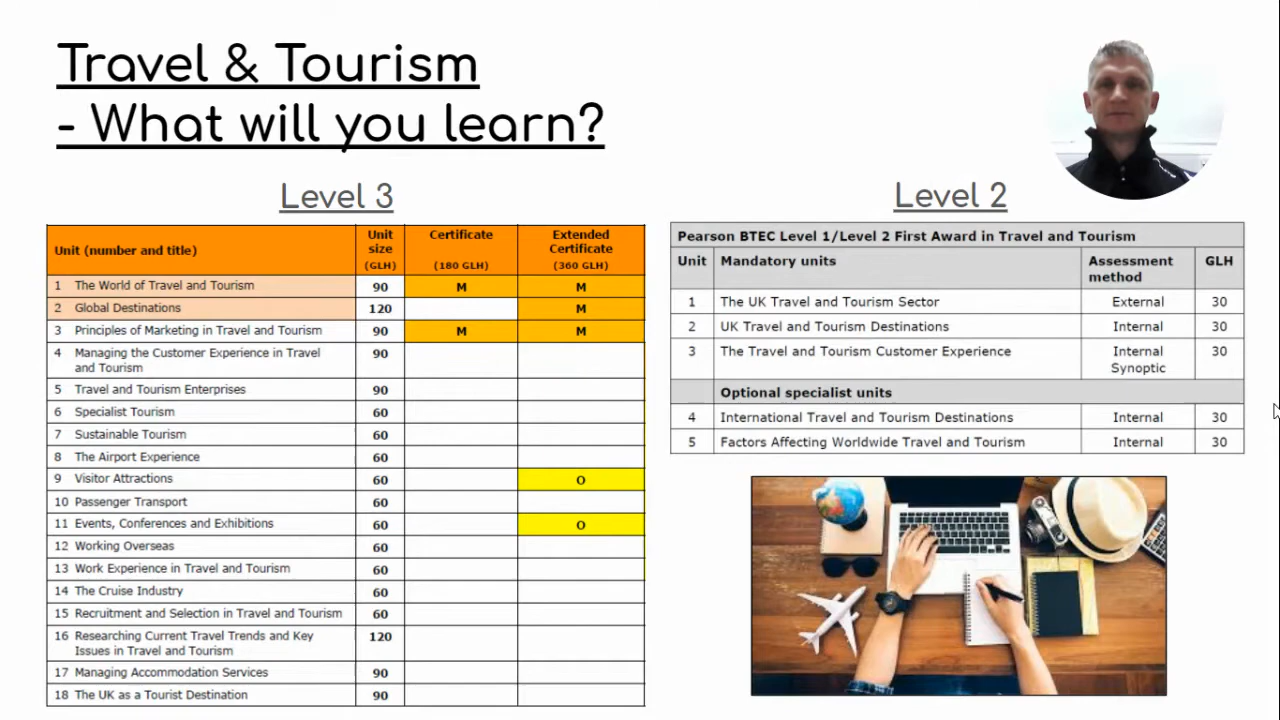 Travel & Tourism
- What will you learn?
Level 3
Unit (number and title) Unit size (GLH) Certificate (180 GLH) Extended Certificate (360 GLH)
1 The World of Travel and Tourism 90 M M
2 Global Destinations 120 M
3 Principles of Marketing in Travel and Tourism 90 M M
4 Managing the Customer Experience in Travel 90
and Tourism
5 Travel and Tourism Enterprises 90
6 Specialist Tourism 60
7 Sustainable Tourism 60
8 The Airport Experience 60
9 Visitor Attractions 60 O
10 Passenger Transport 60
11 Events, Conferences and Exhibitions 60 O
12 Working Overseas 60
13 Work Experience in Travel and Tourism 60
14 The Cruise Industry 60
15 Recruitment and Selection in Travel and Tourism 60
16 Researching Current Travel Trends and Key 120
Issues in Travel and Tourism
17 Managing Accommodation Services 90
18 The UK as a Tourist Destination 90
Level 2
Pearson BTEC Level 1/Level 2 First Award in Travel and Tourism
Unit Mandatory units Assessment method GLH
1 The UK Travel and Tourism Sector External 30
2 UK Travel and Tourism Destinations Internal 30
3 The Travel and Tourism Customer Experience Internal 30
Synoptic
Optional specialist units
4 International Travel and Tourism Destinations Internal 30
5 Factors Affecting Worldwide Travel and Tourism Internal 30